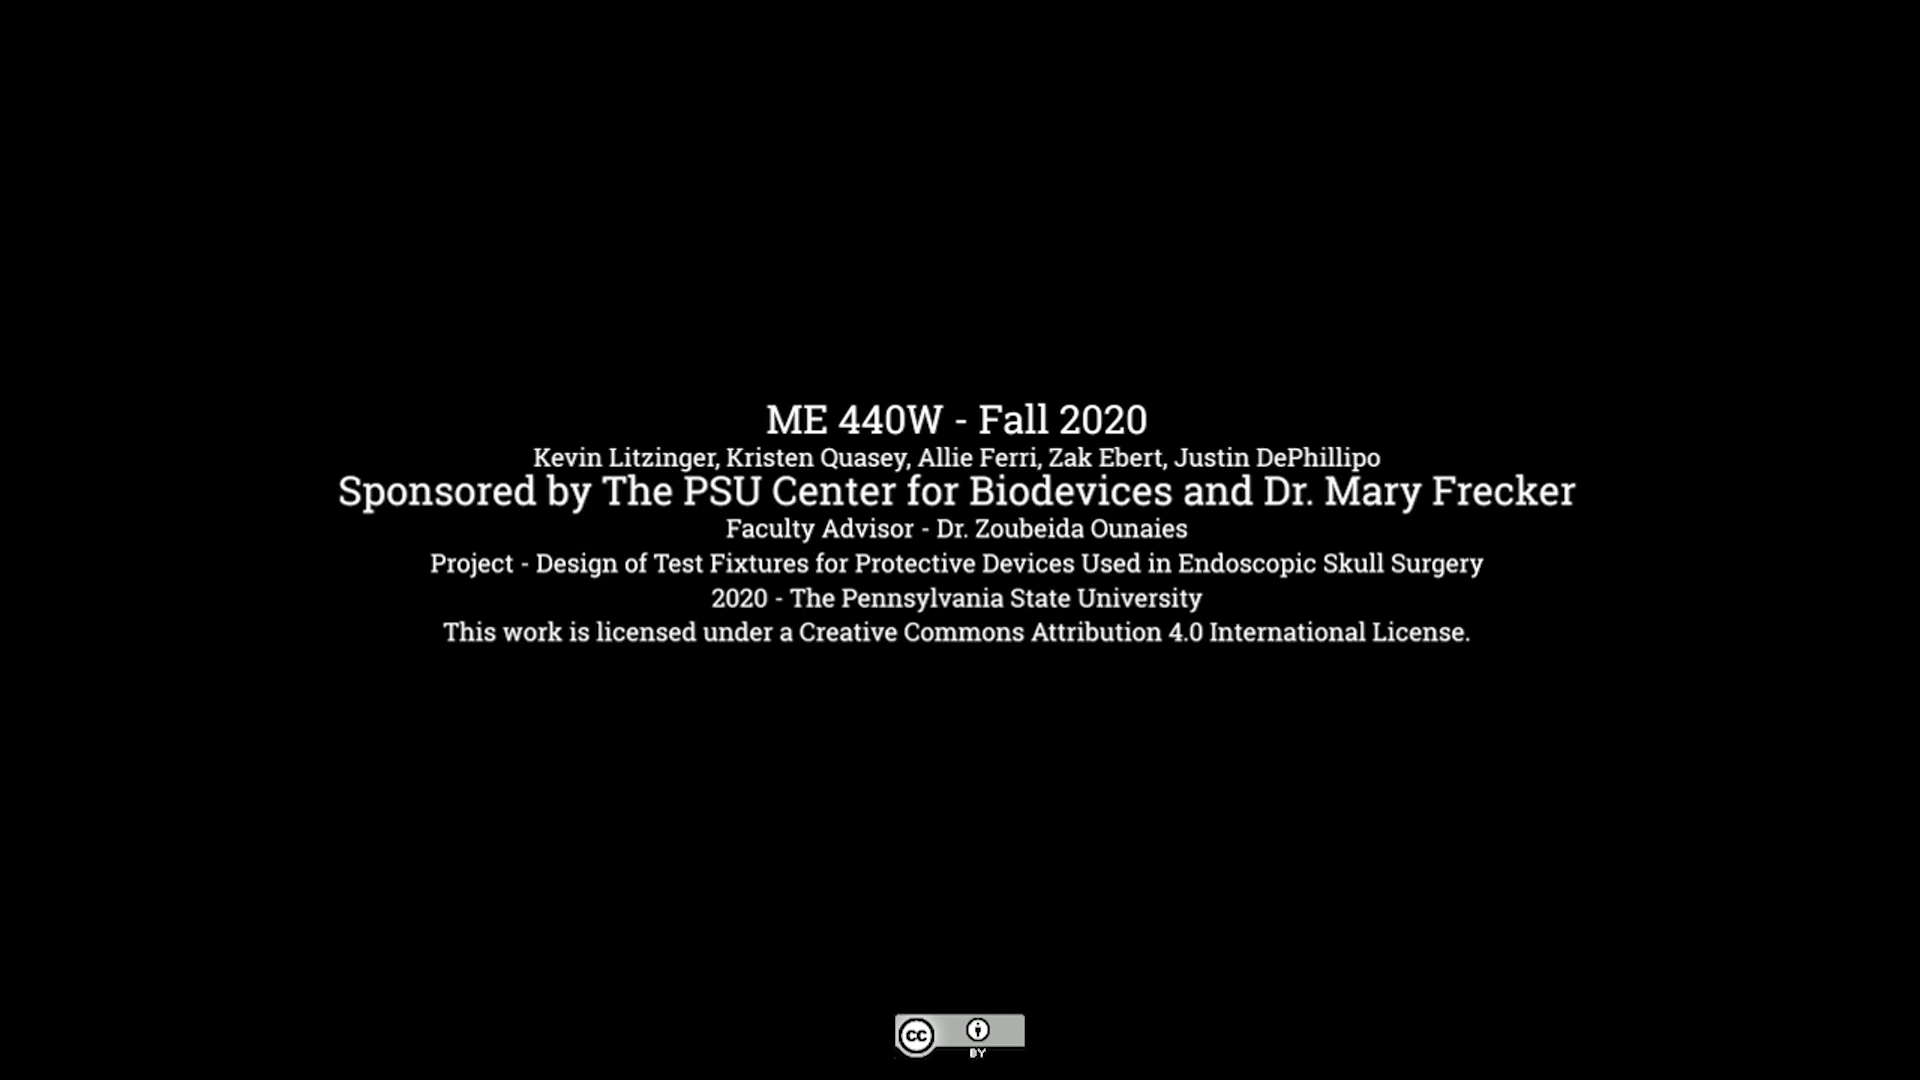 ME 440W - Fall 2020
Kevin Litzinger, Kristen Quasey, Allie Ferri, Zak Ebert, Justin DePhillipo
Sponsored by The PSU Center for Biodevices and Dr. Mary Frecker
Faculty Advisor - Dr. Zoubeida Ounaies
Project - Design of Test Fixtures for Protective Devices Used in Endoscopic Skull Surgery
2020 - The Pennsylvania State University
This work is licensed under a Creative Commons Attribution 4.0 International License.
cc
BY